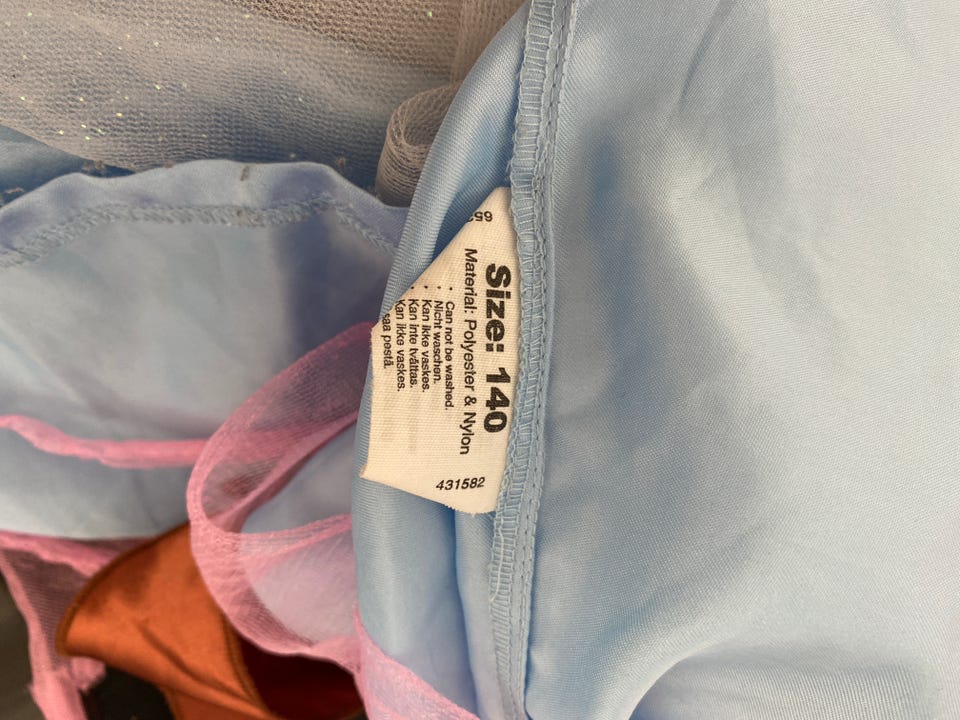 Size: 140
Material: Polyester & Nylon
· Can not be washed.
· Nicht waschen.
· Kan ikke vaskes.
Kan inte tvättas.
Kan ikke vaskes.
pestä.
431582